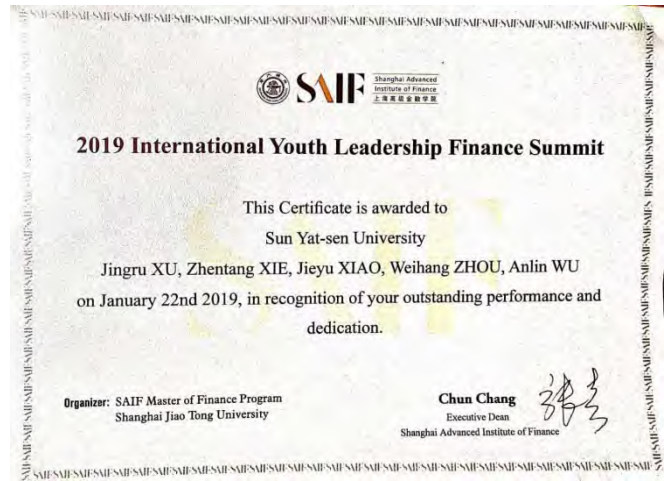 SAIF
Shanghai Advanced
Institute of Finance
上海高级金融学院
2019 International Youth Leadership Finance Summit
This Certificate is awarded to
Sun Yat-sen University
Jingru XU, Zhentang XIE, Jieyu XIAO, Weihang ZHOU, Anlin WU
on January 22nd 2019, in recognition of your outstanding performance and
dedication.
SAIF
Organizer: SAIF Master of Finance Program
Shanghai Jiao Tong University
Chun Chang
Executive Dean
Shanghai Advanced Institute of Finance